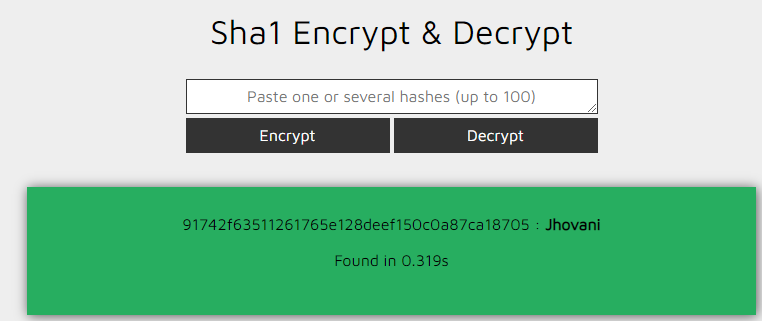 Sha1 Encrypt & Decrypt
Paste one or several hashes (up to 100)
Encrypt Decrypt
91742f63511261765e128deef150c0a87ca18705 : Jhovani
Found in 0.319s